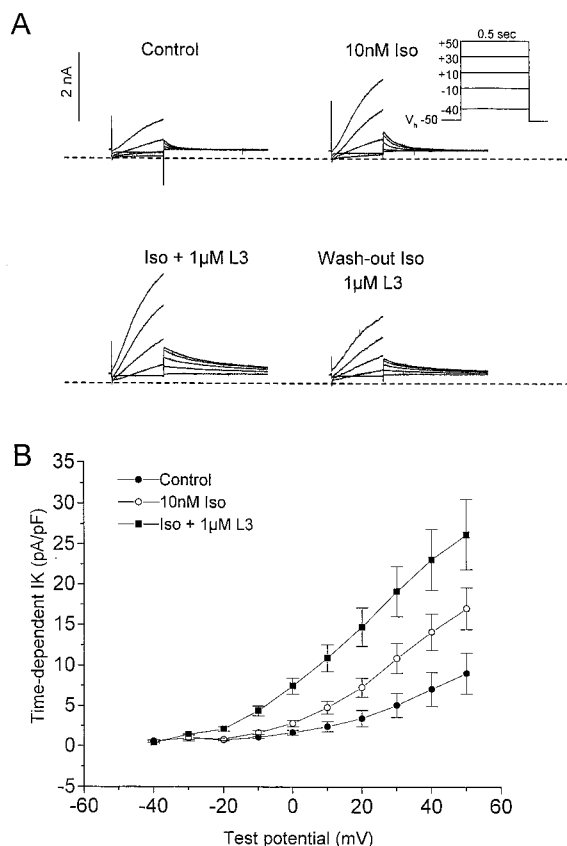 A
Control
2 nA
10nM Iso
0.5 sec
+50
+30
+10
-10
-40
Vh -50
Iso + 1µM L3
Wash-out Iso
1µM L3
B
Control
10nM Iso
Iso + 1µM L3
Time-dependent IK (pA/pF)
35
30
25
20
15
10
5
0
-5
-60 -40 -20 0 20 40 60
Test potential (mV)